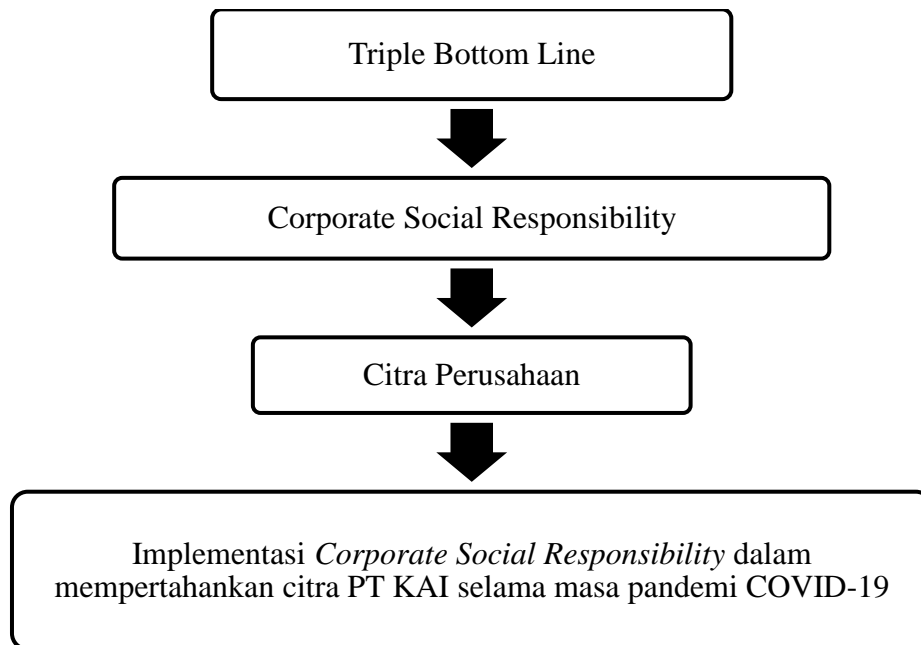 Triple Bottom Line
Corporate Social Responsibility
Citra Perusahaan
Implementasi Corporate Social Responsibility dalam
mempertahankan citra PT KAI selama masa pandemi COVID-19